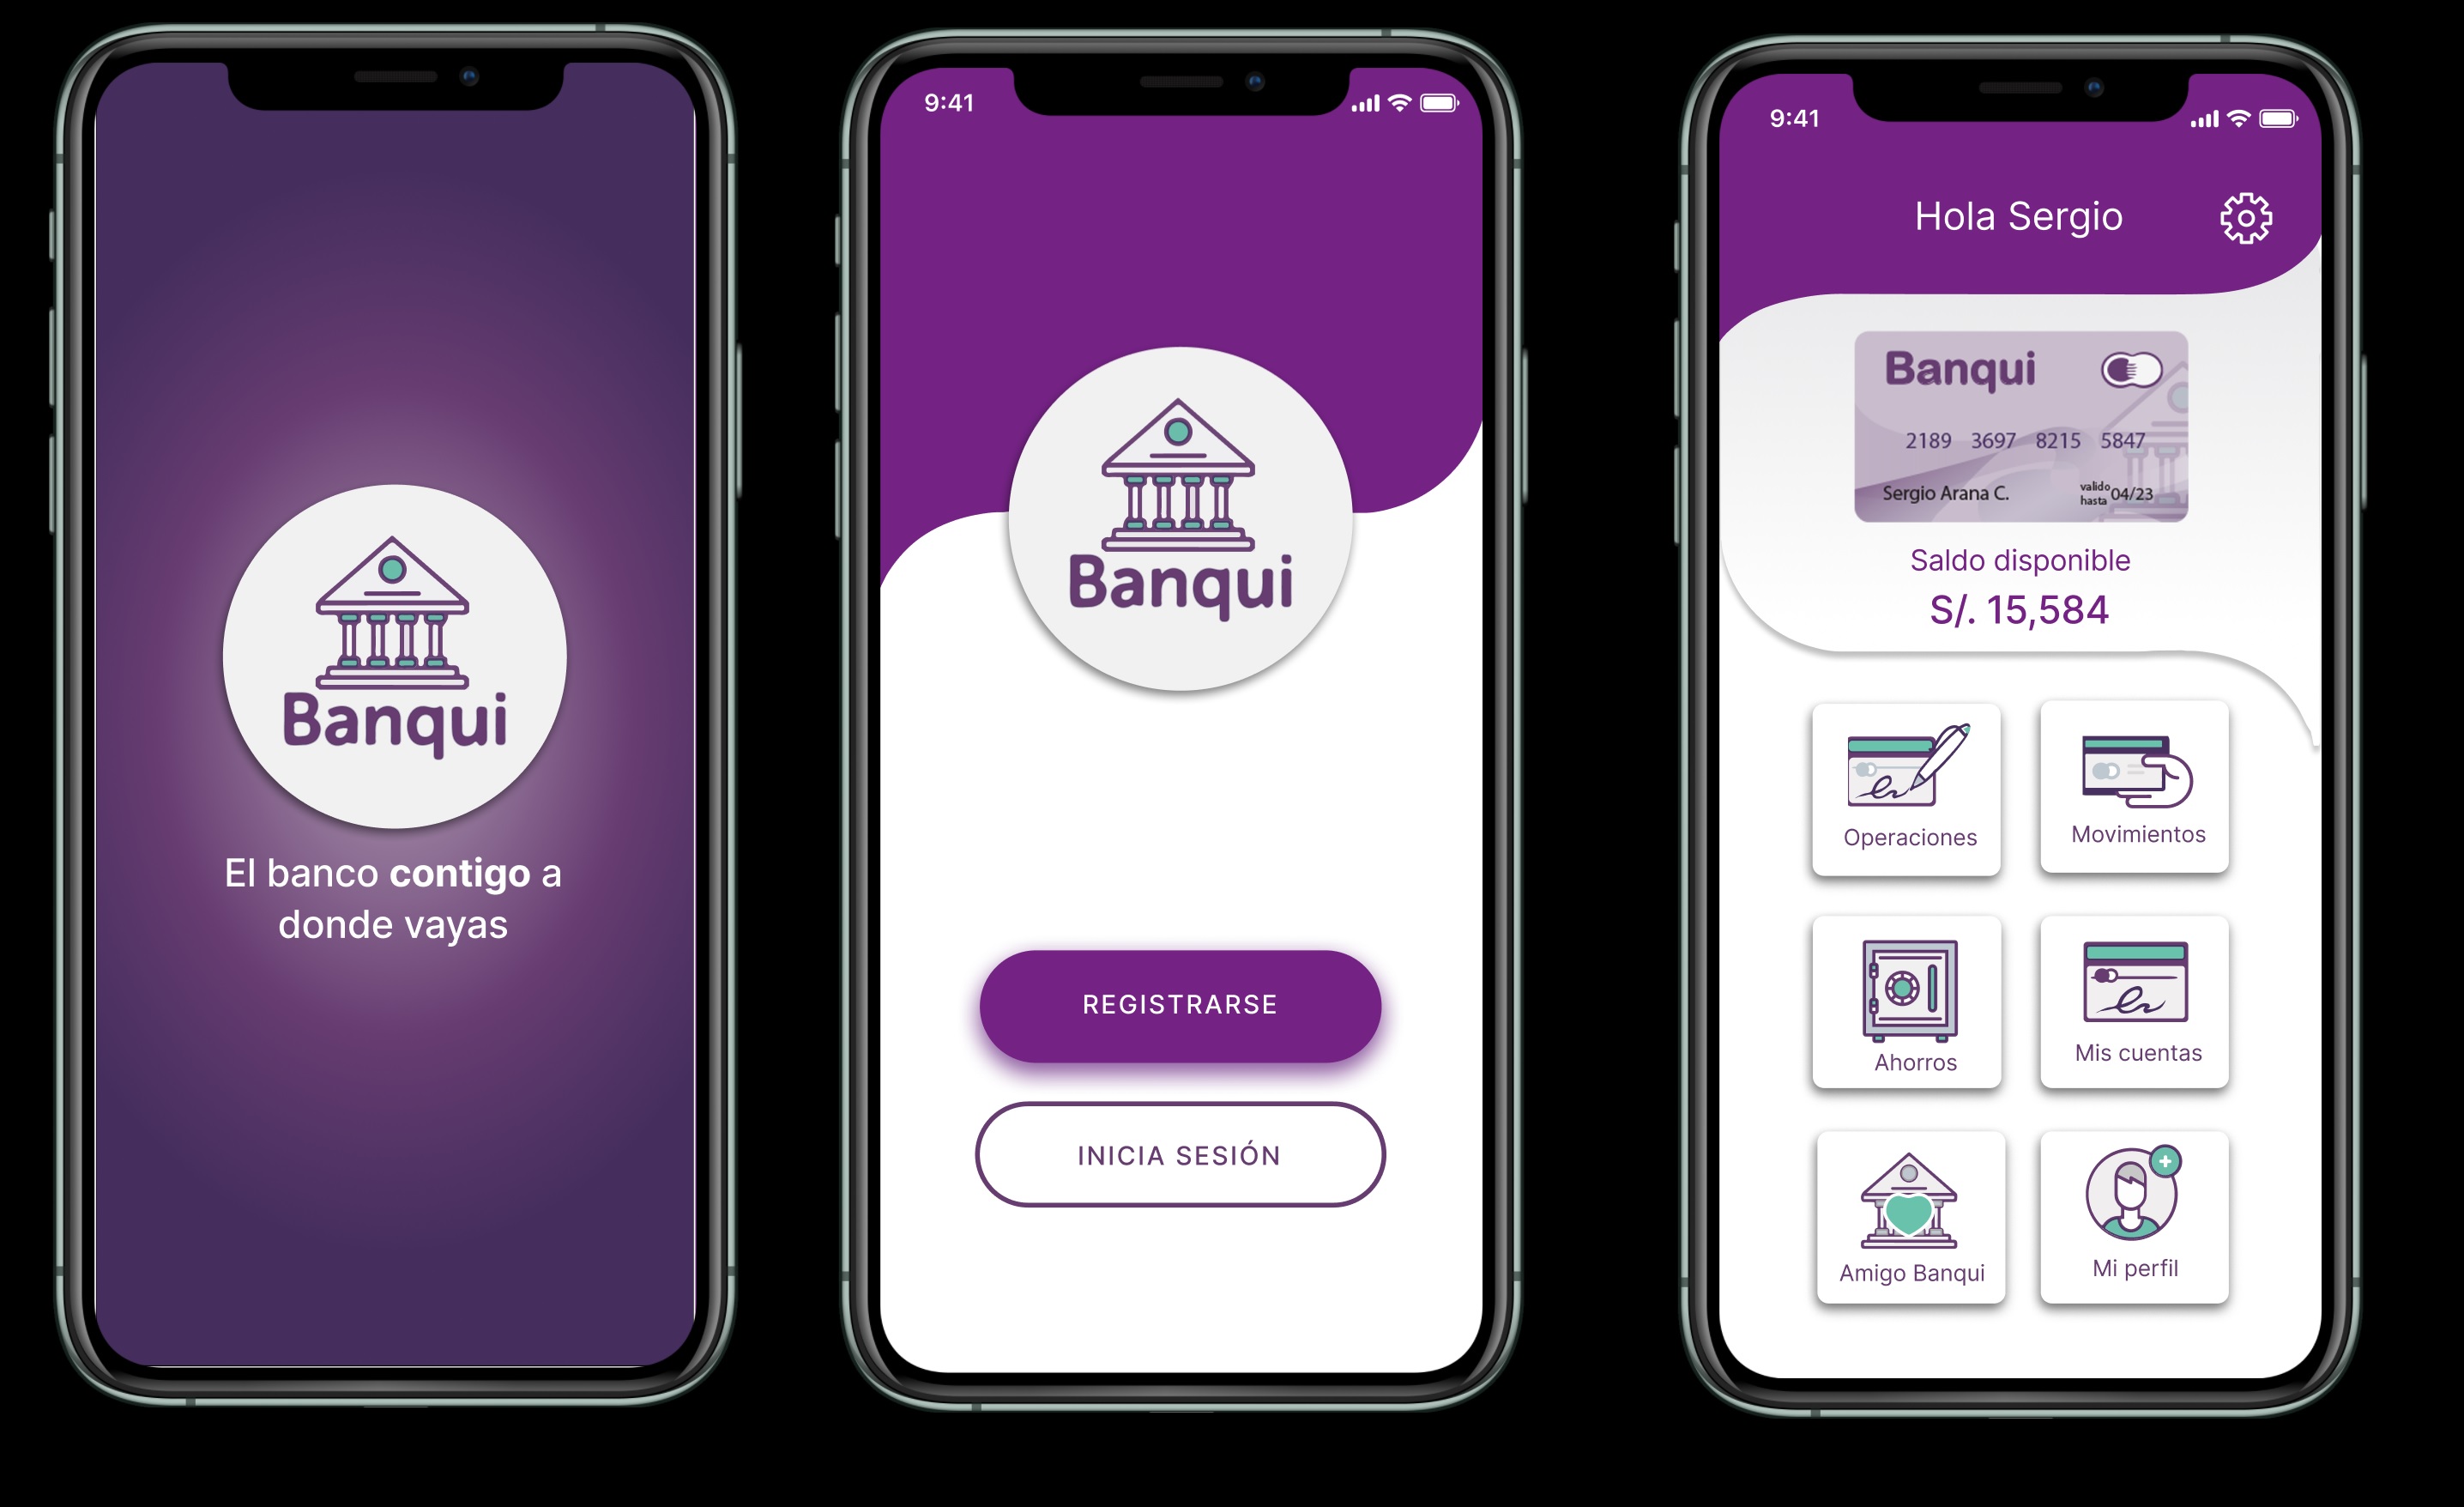 Banqui
El banco contigo a
donde vayas
9:41
Banqui
REGISTRARSE
INICIA SESIÓN
9:41
Hola Sergio
Banqui
2189 3697 8215 5847
Sergio Arana C.
valido
hasta 04/23
Saldo disponible
S/. 15,584
Operaciones
Movimientos
Ahorros
Mis cuentas
Amigo Banqui
Mi perfil